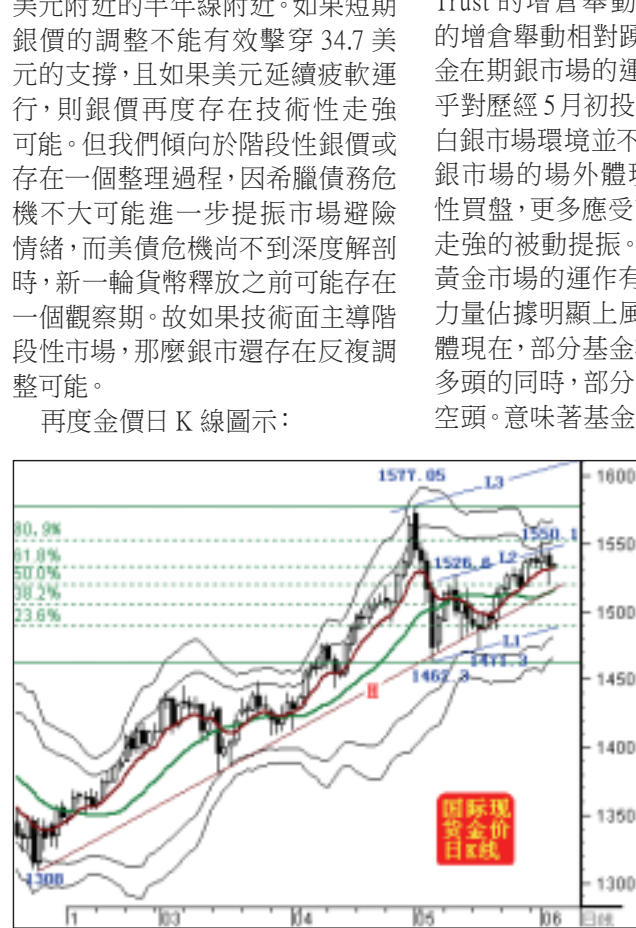 美元附近的半年線附近。如果短期
銀價的調整不能有效擊穿 34.7 美
元的支撐，且如果美元延續疲軟運
行，則銀價再度存在技術性走強
可能。但我們傾向於階段性銀價或
存在一個整理過程，因希臘債務危
機不大可能進一步提振市場避險
情緒，而美債危機尚不到深度解剖
時，新一輪貨幣釋放之前可能存在
一個觀察期。故如果技術面主導階
段性市場，那麼銀市還存在反複調
整可能。
再度金價日 K 線圖示：
Trust 的增倉舉動
的增倉舉動相對
金在期銀市場的運
乎對歷經 5 月初投
白銀市場環境並不
銀市場的場外體現
性買盤，更多應受
走強的被動提振。
黃金市場的運作有
力量佔據明顯上風
體現在，部分基金
多頭的同時，部分
空頭。意味著基金
1577.05
L3
1600
80.9%
1550.1
1550
61.8%
1526.6
L2
50.0%
38.2%
1500
23.6%
L1
1471.3
1462.3
1450
H
1400
国际现
货金价
日K线
1350
1308
1300
1
03
04
05
06
日线